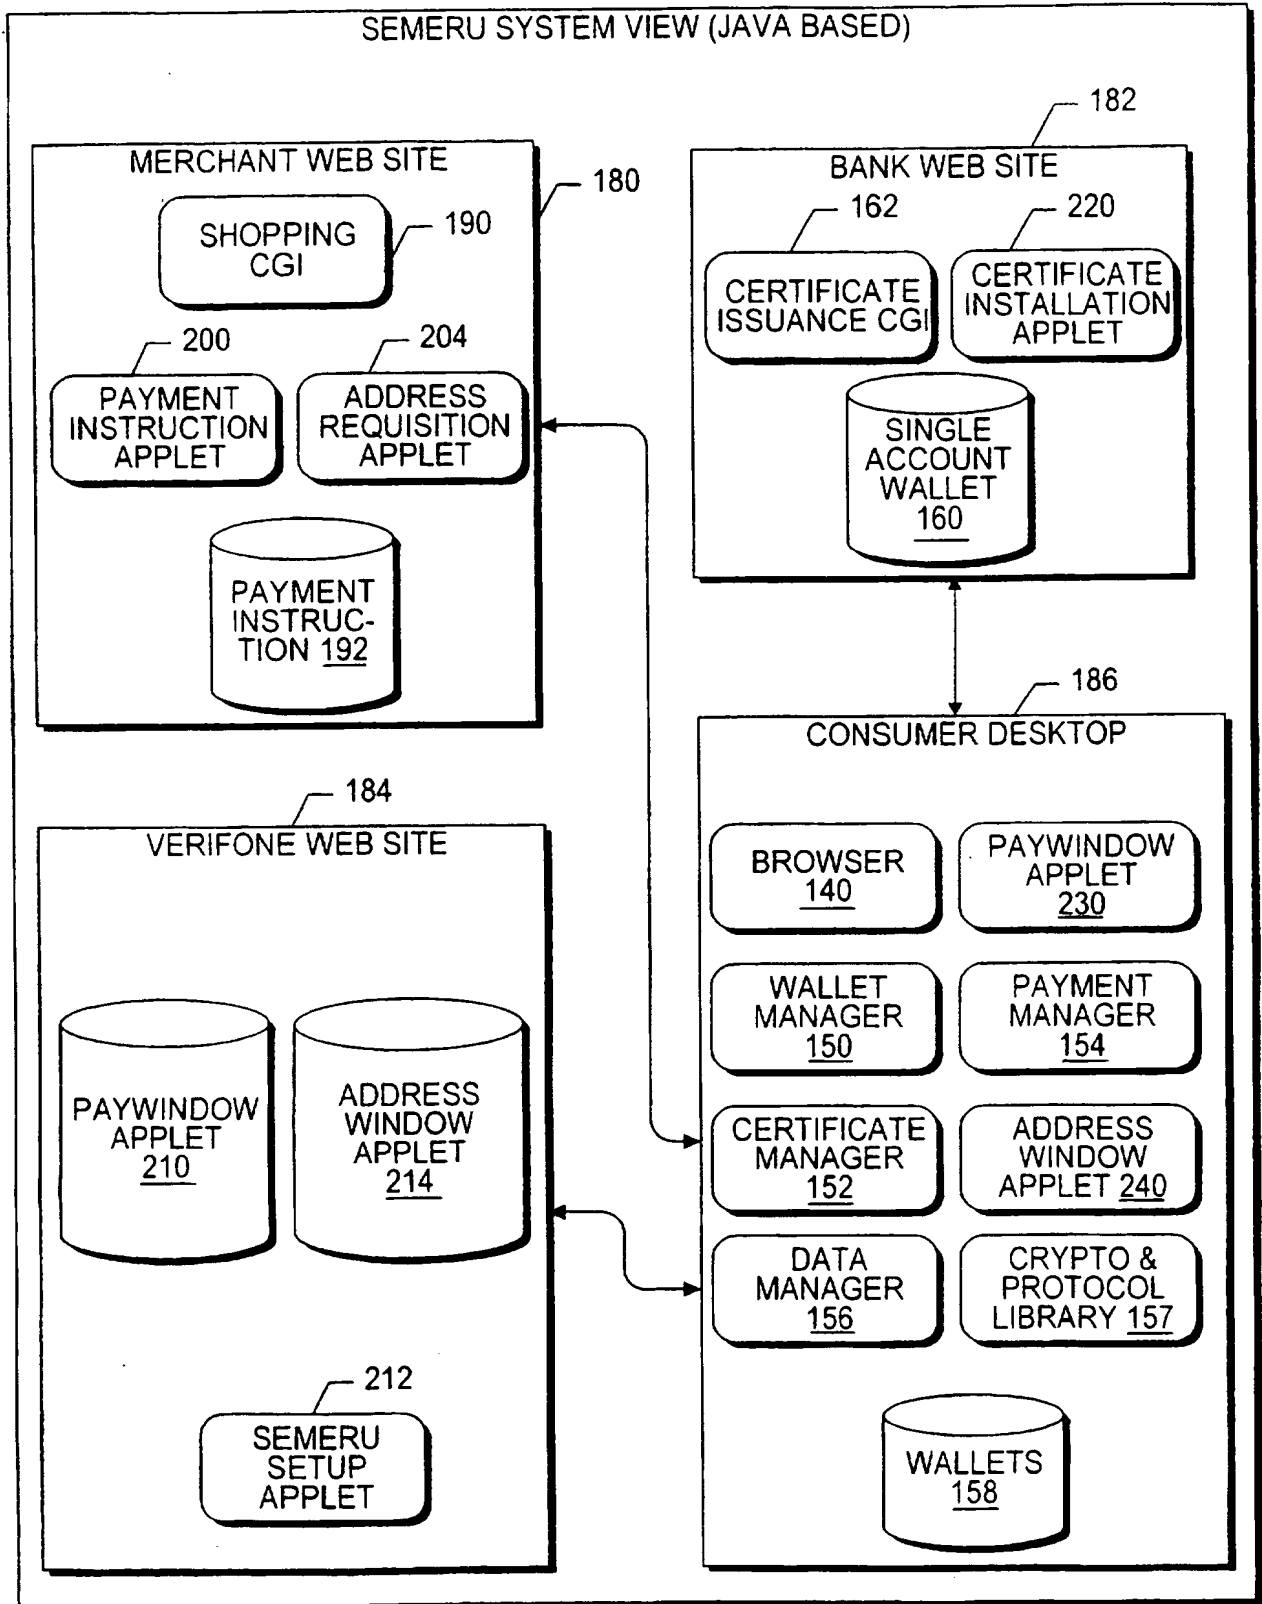 SEMERU SYSTEM VIEW (JAVA BASED)
MERCHANT WEB SITE
180
SHOPPING
CGI
190
200
PAYMENT
INSTRUCTION
APPLET
204
ADDRESS
REQUISITION
APPLET
PAYMENT
INSTRUC-
TION 192
182
BANK WEB SITE
162
CERTIFICATE
ISSUANCE CGI
220
CERTIFICATE
INSTALLATION
APPLET
SINGLE
ACCOUNT
WALLET
160
184
VERIFONE WEB SITE
PAYWINDOW
APPLET
210
ADDRESS
WINDOW
APPLET
214
212
SEMERU
SETUP
APPLET
186
CONSUMER DESKTOP
BROWSER
140
PAYWINDOW
APPLET
230
WALLET
MANAGER
150
PAYMENT
MANAGER
154
CERTIFICATE
MANAGER
152
ADDRESS
WINDOW
APPLET 240
DATA
MANAGER
156
CRYPTO &
PROTOCOL
LIBRARY 157
WALLETS
158